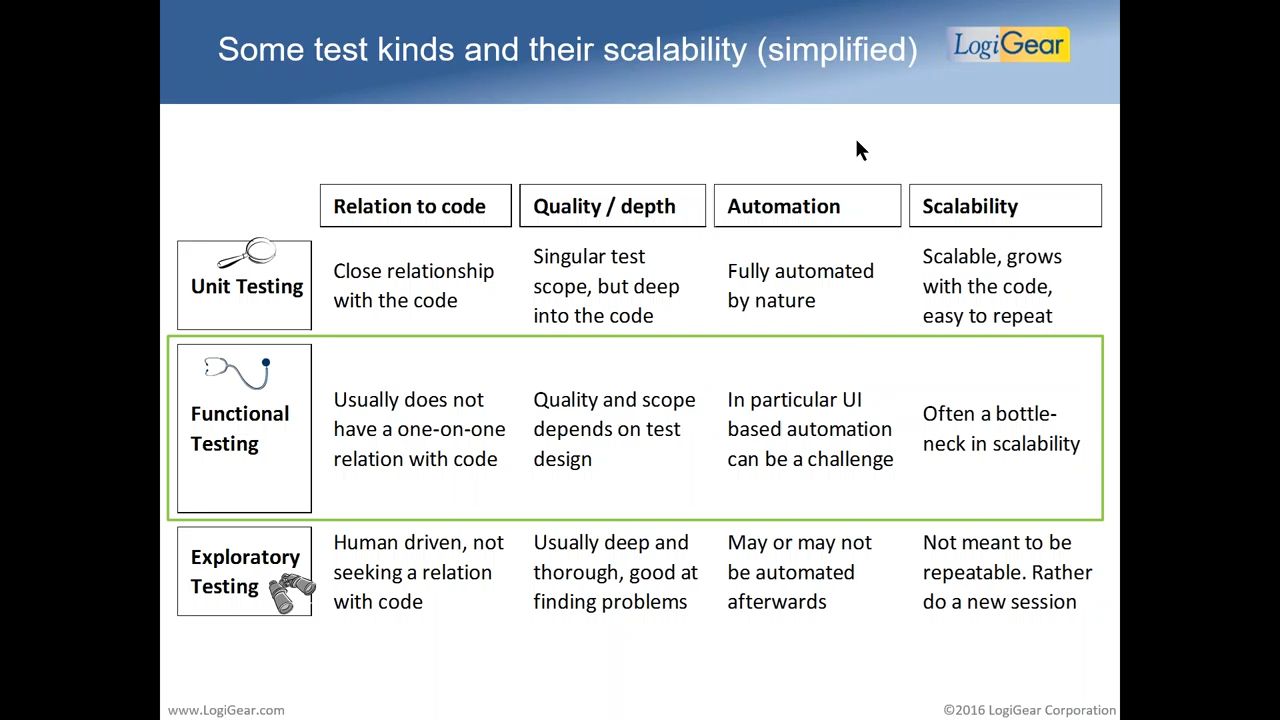 Some test kinds and their scalability (simplified)
LogiGear
Relation to code
Quality / depth
Automation
Scalability
Unit Testing
Close relationship
with the code
Singular test
scope, but deep
into the code
Fully automated
by nature
Scalable, grows
with the code,
easy to repeat
Functional
Testing
Usually does not
have a one-on-one
relation with code
Quality and scope
depends on test
design
In particular UI
based automation
can be a challenge
Often a bottle-
neck in scalability
Exploratory
Testing
Human driven, not
seeking a relation
with code
Usually deep and
thorough, good at
finding problems
May or may not
be automated
afterwards
Not meant to be
repeatable. Rather
do a new session
www.LogiGear.com
©2016 LogiGear Corporation